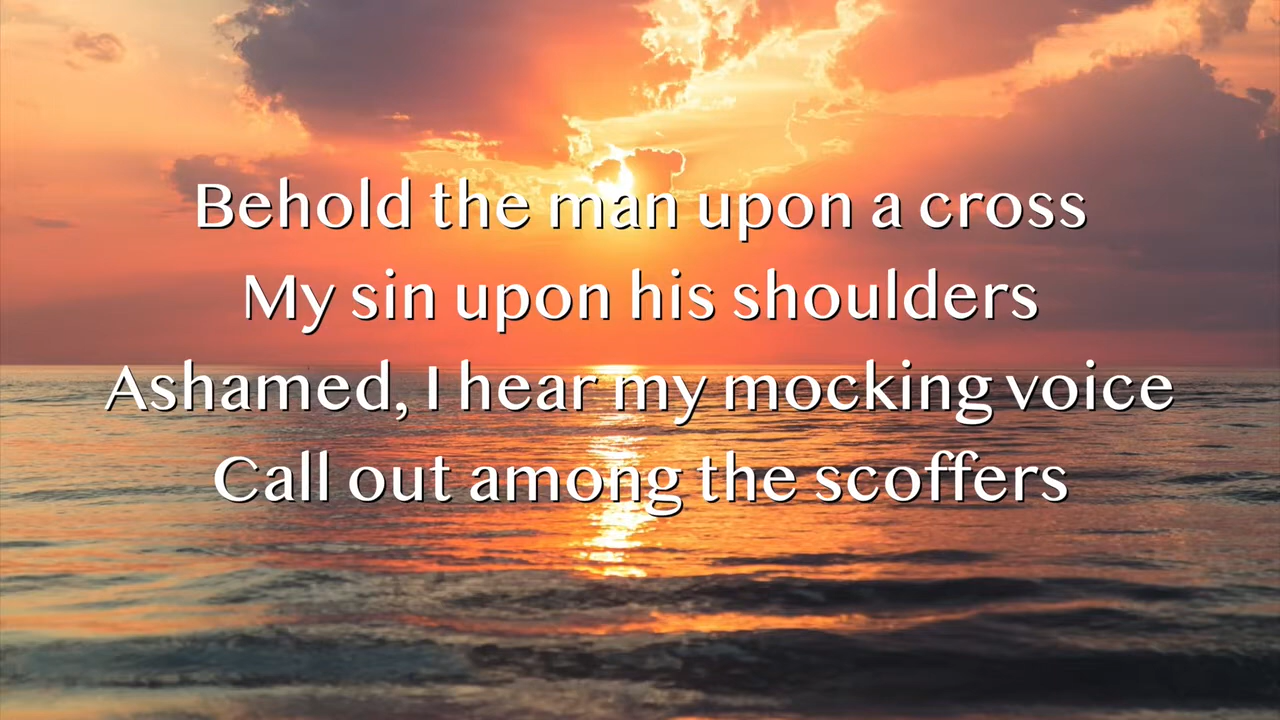 Behold the man upon a cross
My sin upon his shoulders
Ashamed, I hear my mocking voice
Call out among the scoffers